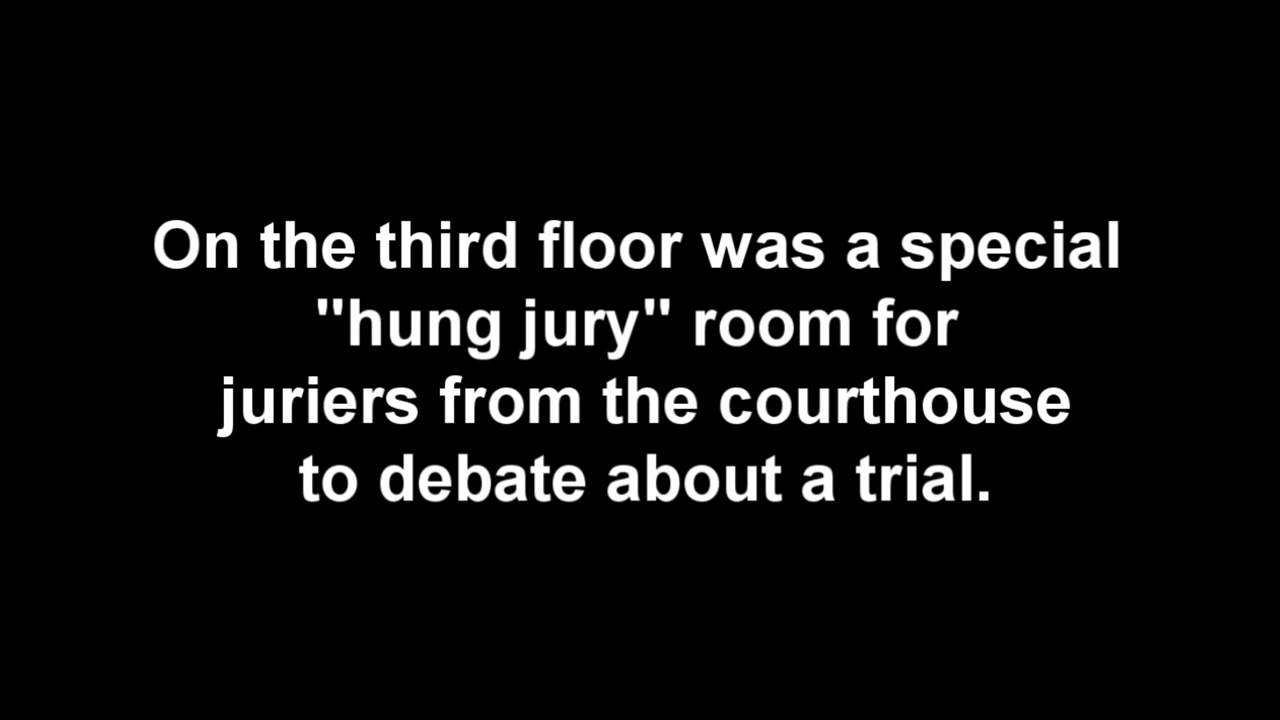 On the third floor was a special
"hung jury" room for
juriers from the courthouse
to debate about a trial.